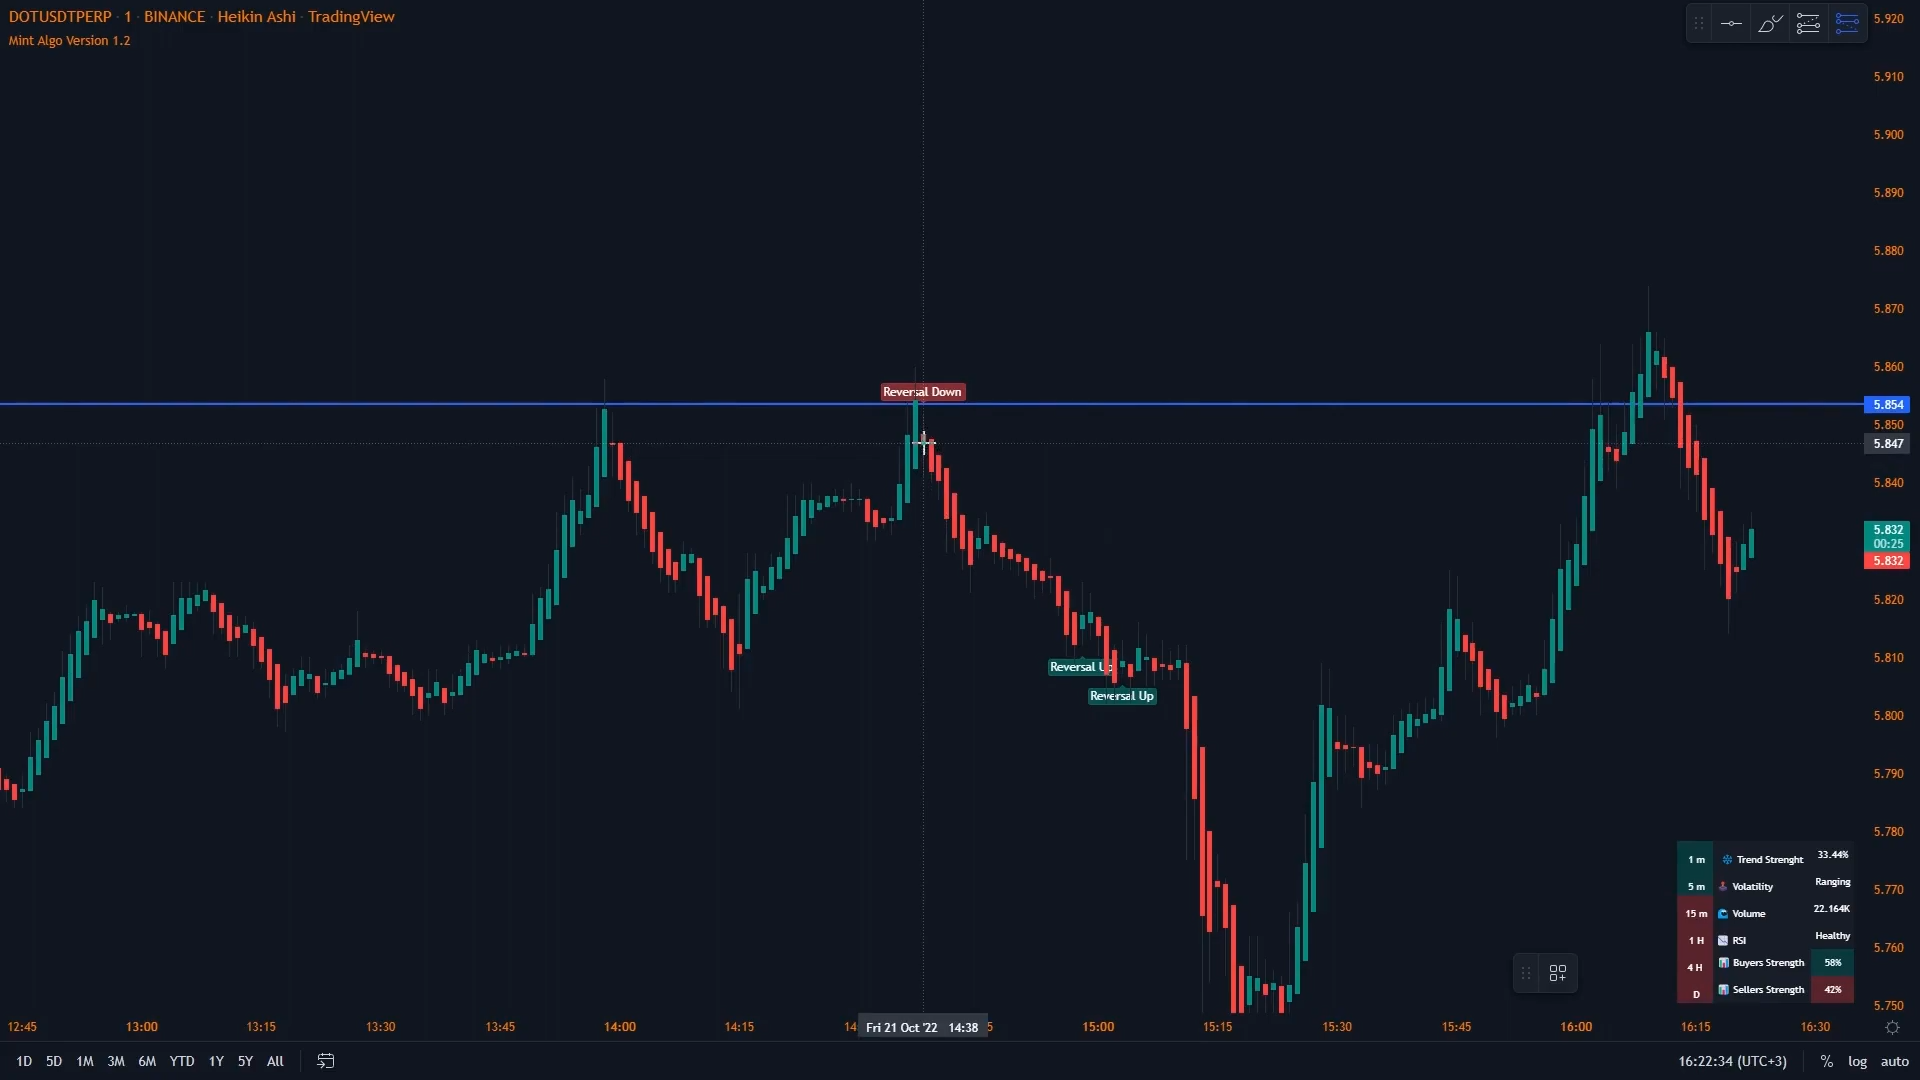 DOTUSDTPERP · 1 · BINANCE · Heikin Ashi · TradingView
Mint Algo Version 1.2
5.920
5.910
5.900
5.890
5.880
5.870
5.860
5.854
5.850
5.847
5.840
5.832
00:25
5.832
5.820
5.810
5.800
5.790
5.780
5.770
5.760
5.750
Reversal Down
Reversal Up
Reversal Up
1 m Trend Strenght 33.44%
5 m Volatility Ranging
15 m Volume 22.164K
1 H RSI Healthy
4 H Buyers Strength 58%
D Sellers Strength 42%
12:45 13:00 13:15 13:30 13:45 14:00 14:15 Fri 21 Oct '22 14:38 15:00 15:15 15:30 15:45 16:00 16:15 16:30
1D 5D 1M 3M 6M YTD 1Y 5Y All 16:22:34 (UTC+3) % log auto